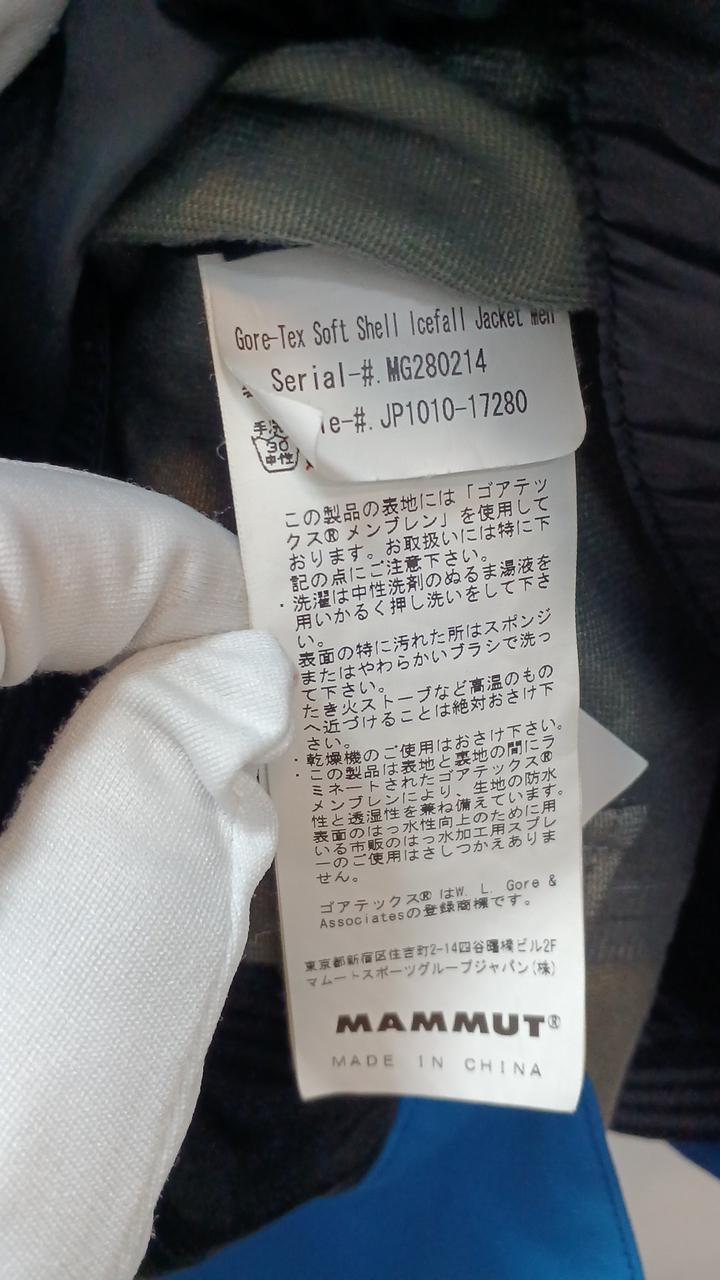 Gore-Tex Soft Shell Icefall Jacket Men
Serial-#. MG280214
le-#. JP1010-17280
30
中性
この製品の表地には「ゴアテッ
クス® メンブレン」を使用して
おります。お取扱いには特に下
記の点にご注意下さい。
・洗濯は中性洗剤のぬるま湯液を
用いかるく押し洗いをして下さ
い。
表面の特に汚れた所はスポンジ
またはやわらかいブラシで洗っ
て下さい。
たき火ストーブなど高温のもの
へ近づけることは絶対おさけ下
さい。
・乾燥機のご使用はおさけ下さい。
・この製品は表地と裏地の間にラ
ミネートされたゴアテックス®
メンブレンにより、生地の防水
性と透湿性を兼ね備えています。
表面のはっ水性向上のために用
いる市販のはっ水加工用スプレ
ーのご使用はさしつかえありま
せん。
ゴアテックス® はW. L. Gore &
Associatesの登録商標です。
東京都新宿区住吉町2-14四谷曙橋ビル2F
マムートスポーツグループジャパン(株)
MAMMUT®
MADE IN CHINA